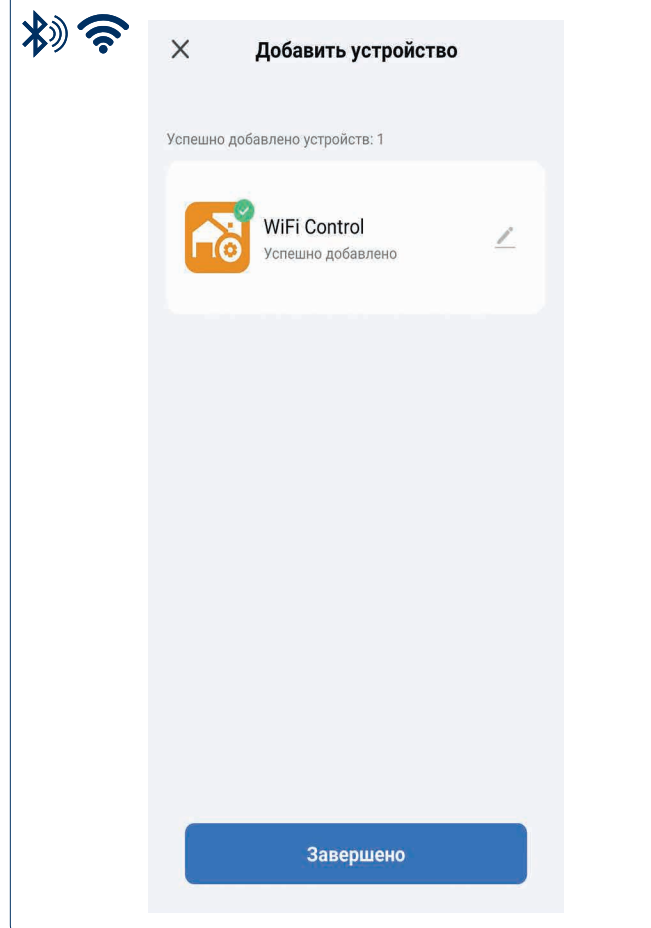 Добавить устройство
Успешно добавлено устройств: 1
WiFi Control
Успешно добавлено
Завершено